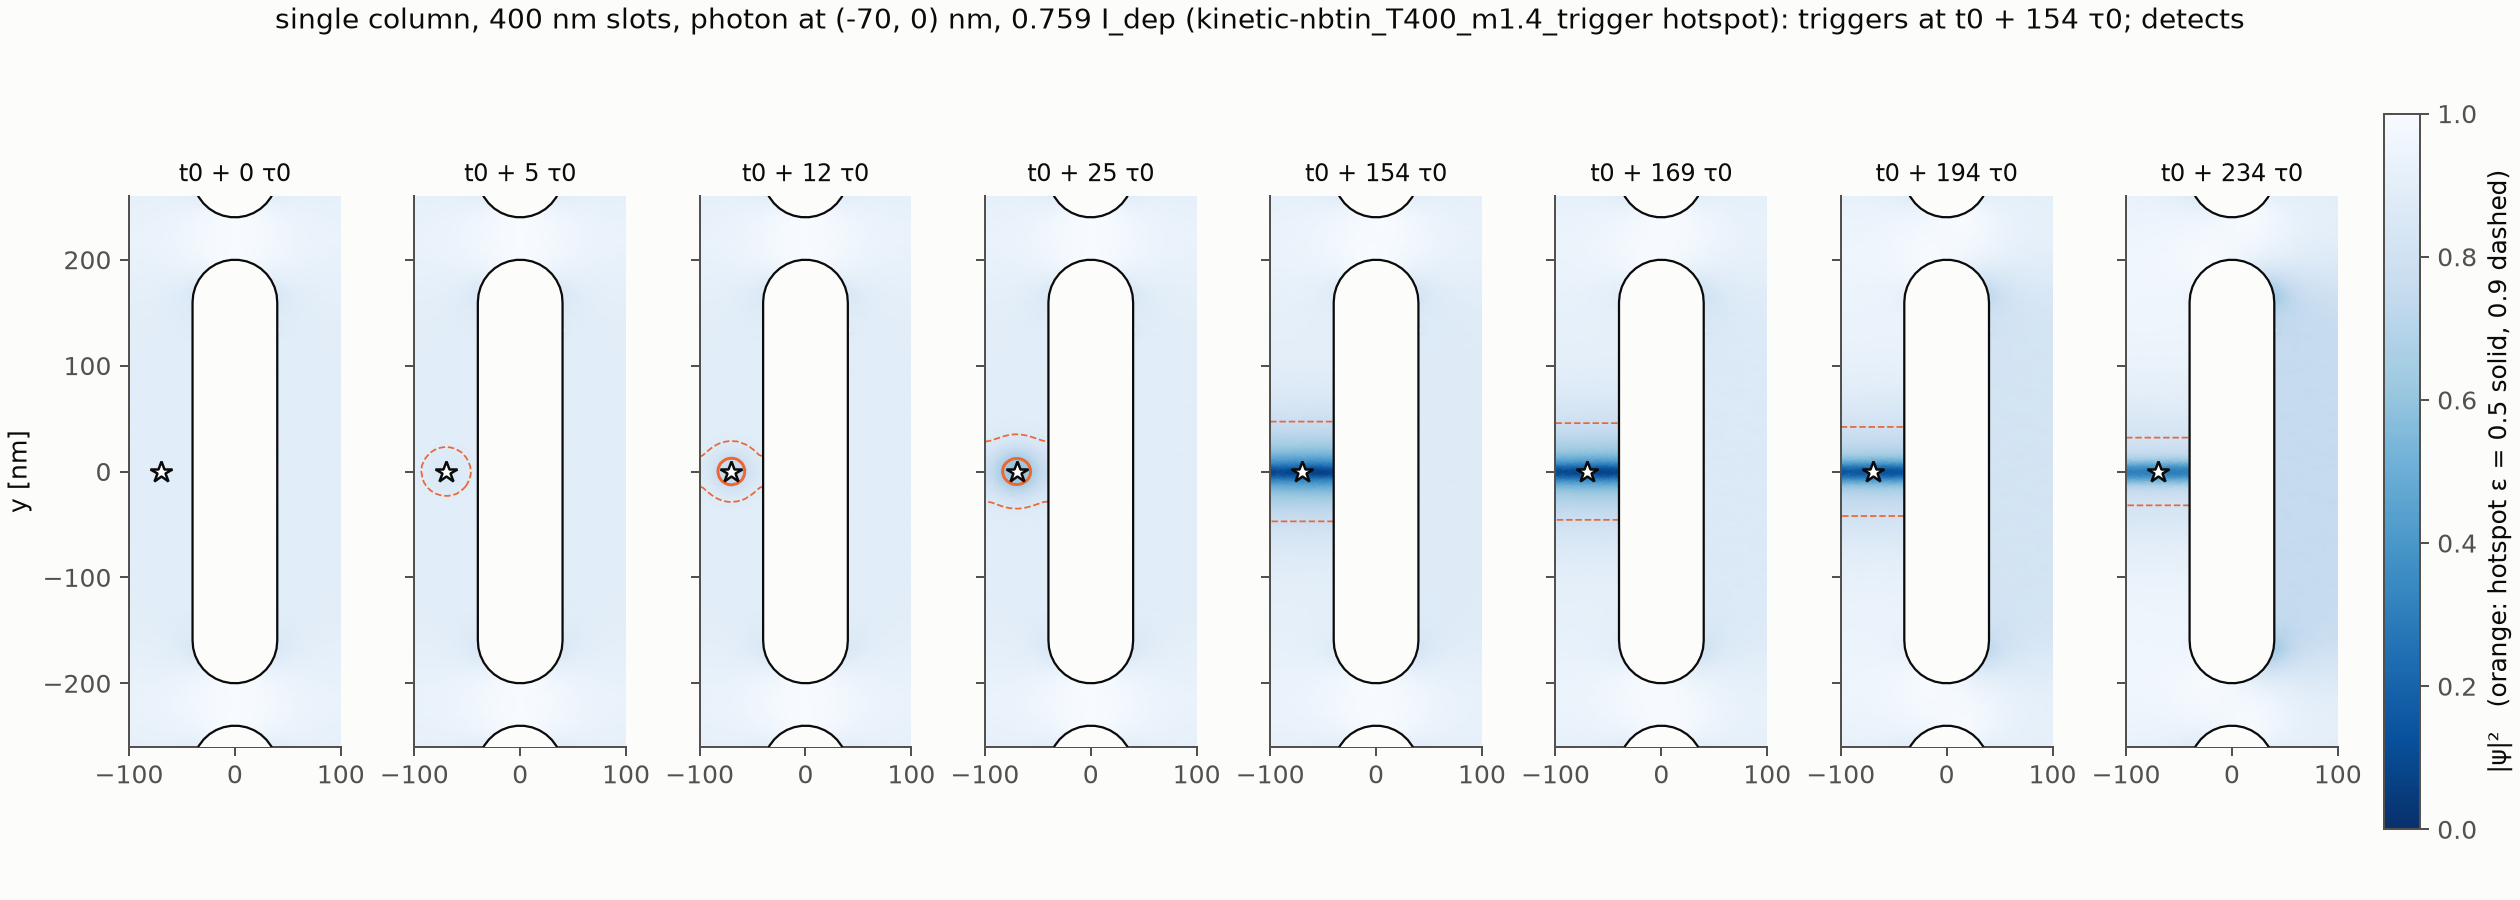 single column, 400 nm slots, photon at (-70, 0) nm, 0.759 I_dep (kinetic-nbtin_T400_m1.4_trigger hotspot): triggers at t0 + 154 τ0; detects
t0 + 0 τ0
t0 + 5 τ0
t0 + 12 τ0
t0 + 25 τ0
t0 + 154 τ0
t0 + 169 τ0
t0 + 194 τ0
t0 + 234 τ0
y [nm]
200
100
0
−100
−200
−100 0 100
−100 0 100
−100 0 100
−100 0 100
−100 0 100
−100 0 100
−100 0 100
−100 0 100
1.0
0.8
0.6
0.4
0.2
0.0
|ψ|² (orange: hotspot ε = 0.5 solid, 0.9 dashed)